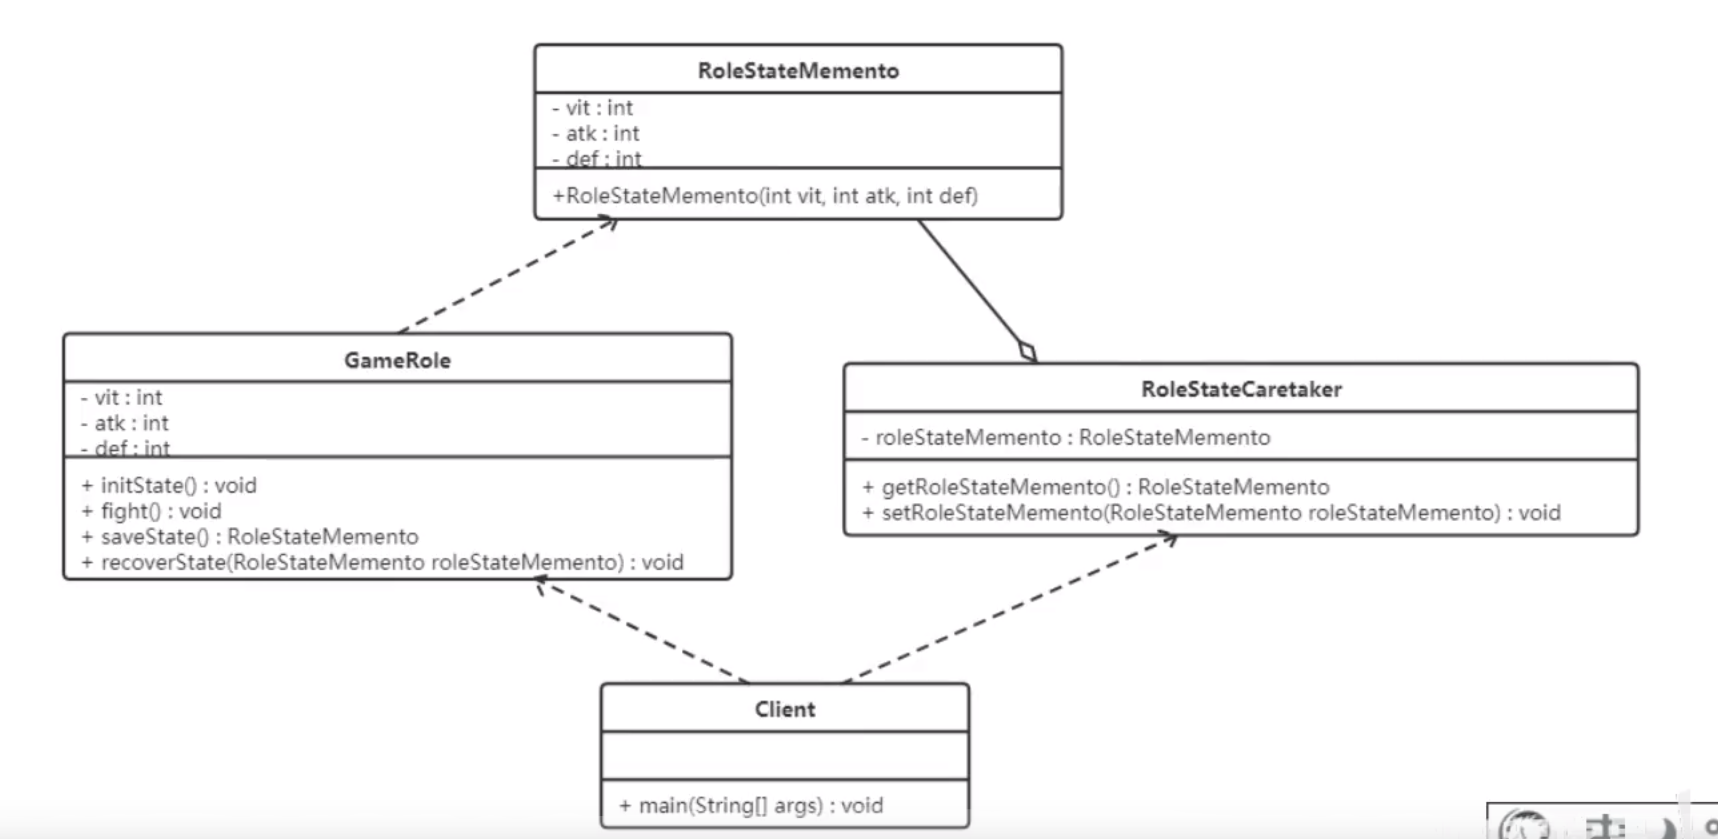 RoleStateMemento
- vit : int
- atk : int
- def : int
+RoleStateMemento(int vit, int atk, int def)
GameRole
- vit : int
- atk : int
- def : int
+ initState() : void
+ fight() : void
+ saveState() : RoleStateMemento
+ recoverState(RoleStateMemento roleStateMemento) : void
RoleStateCaretaker
- roleStateMemento : RoleStateMemento
+ getRoleStateMemento() : RoleStateMemento
+ setRoleStateMemento(RoleStateMemento roleStateMemento) : void
Client
+ main(String[] args) : void